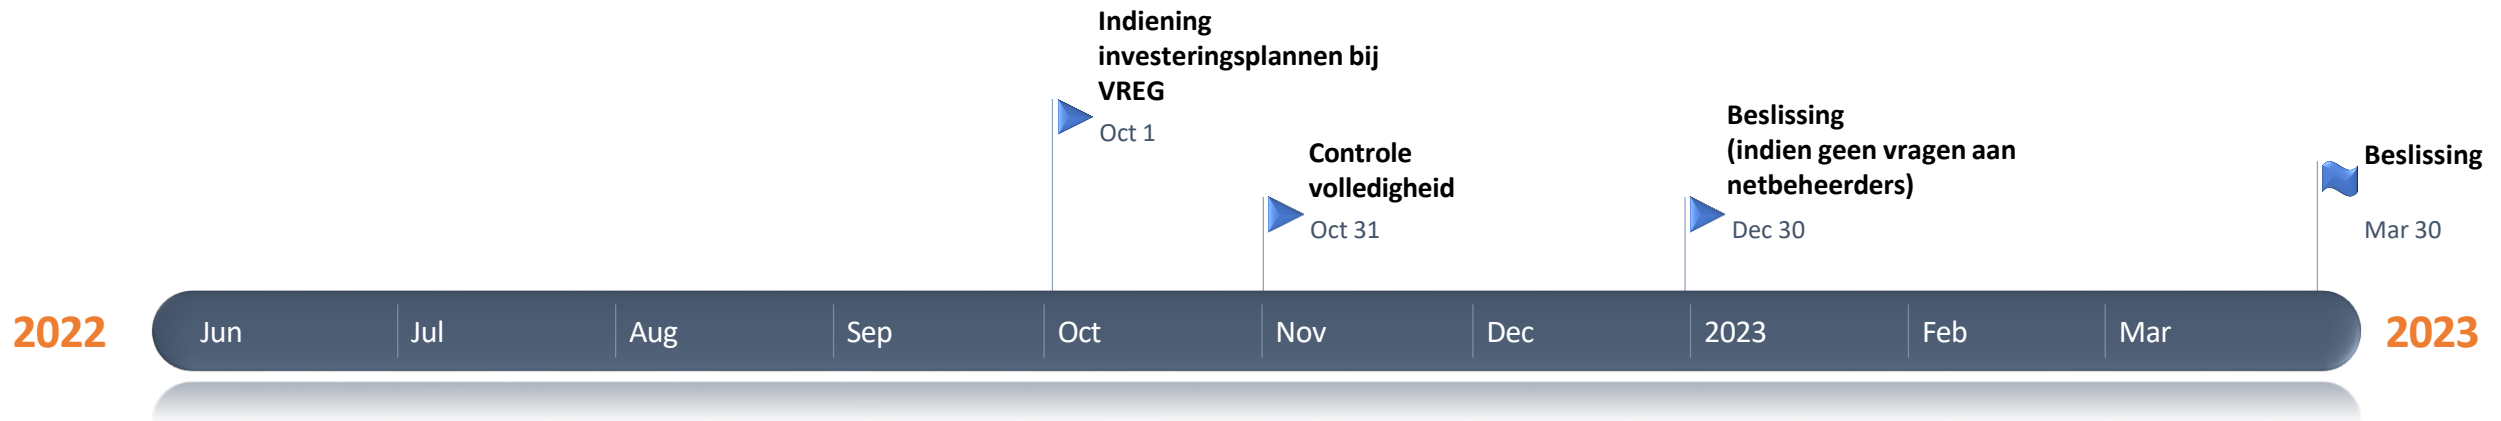 Indiening
investeringsplannen bij
VREG
Oct 1
Controle
volledigheid
Oct 31
Beslissing
(indien geen vragen aan
netbeheerders)
Dec 30
Beslissing
Mar 30
2022
Jun
Jul
Aug
Sep
Oct
Nov
Dec
2023
Feb
Mar
2023